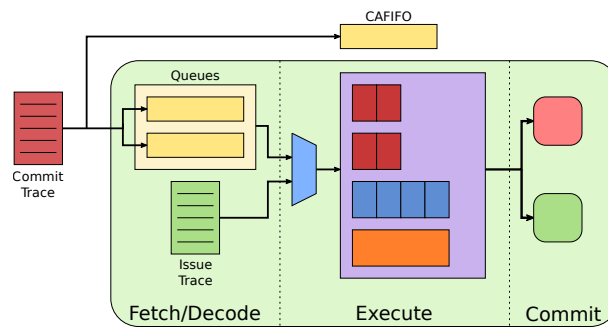 CAFIFO
Queues
Commit
Trace
Issue
Trace
Fetch/Decode
Execute
Commit